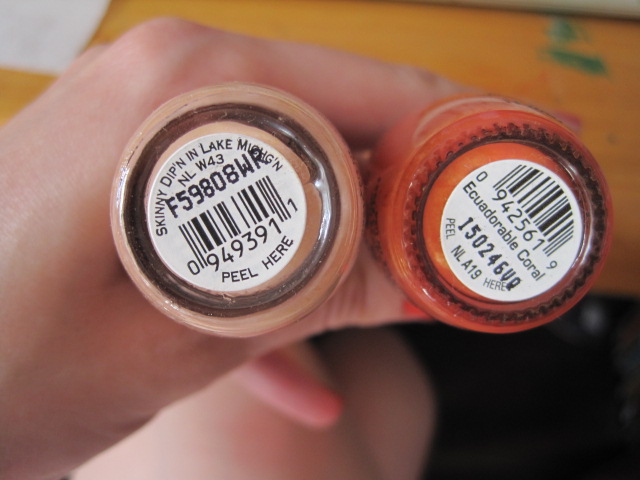 SKINNY DIP'N IN LAKE MICHIG'N
NL W43
F59808WR
0 949391 1
PEEL HERE
0 942561 9
Ecuadorable Coral
150246VQ
PEEL NL A19 HERE